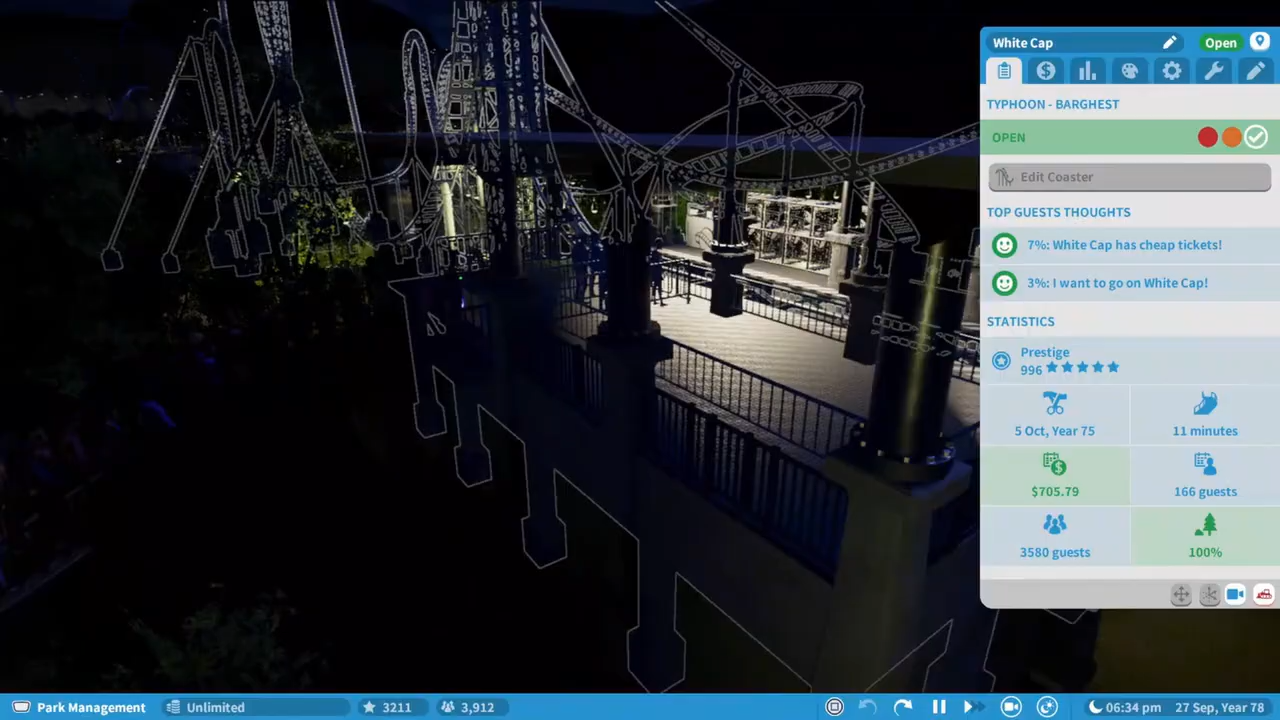 White Cap
Open
TYPHOON - BARGHEST
OPEN
Edit Coaster
TOP GUESTS THOUGHTS
7%: White Cap has cheap tickets!
3%: I want to go on White Cap!
STATISTICS
Prestige
996
5 Oct, Year 75
11 minutes
$705.79
166 guests
3580 guests
100%
Park Management
Unlimited
3211
3,912
06:34 pm
27 Sep, Year 78